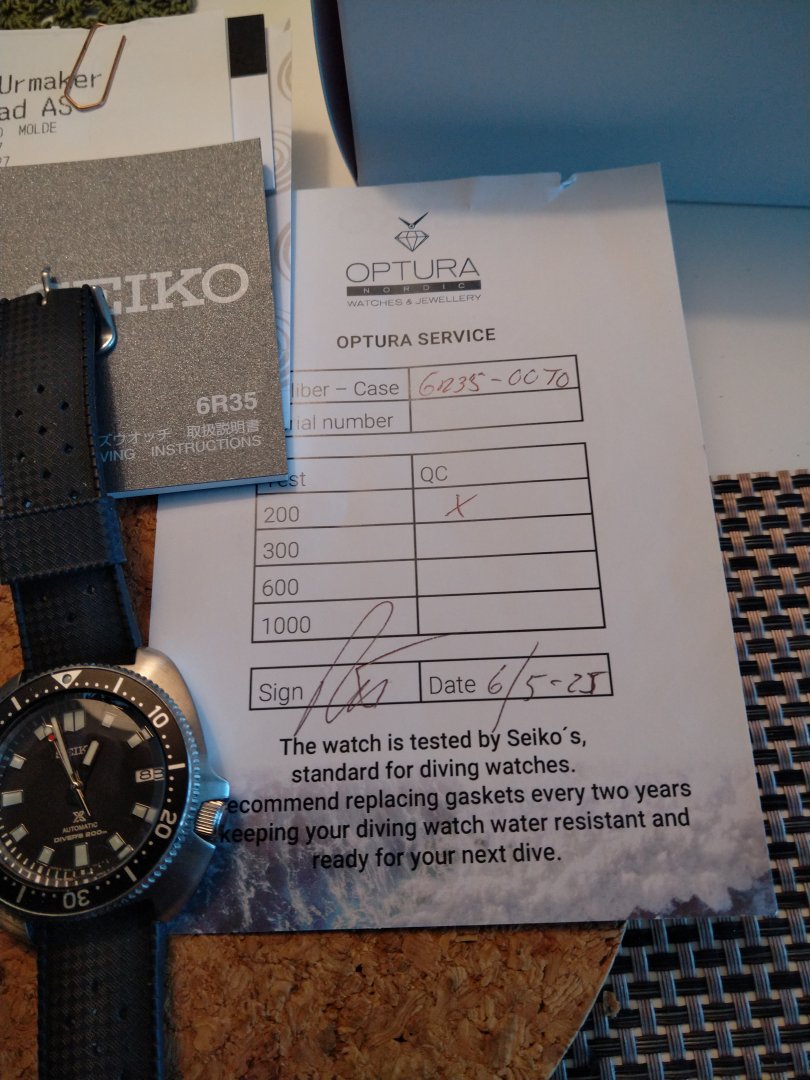 Urmaker
ad AS
MOLDE
SEIKO
6R35
ズウオッチ 取扱説明書
VING INSTRUCTIONS
OPTURA
NORDIC
WATCHES & JEWELLERY
OPTURA SERVICE
liber – Case 6R35-00T0
rial number
est QC
200 X
300
600
1000
Sign
Date 6/5-25
The watch is tested by Seiko´s,
standard for diving watches.
ecommend replacing gaskets every two years
keeping your diving watch water resistant and
ready for your next dive.
10
SEIKO
AUTOMATIC
DIVER'S 200m
20
30